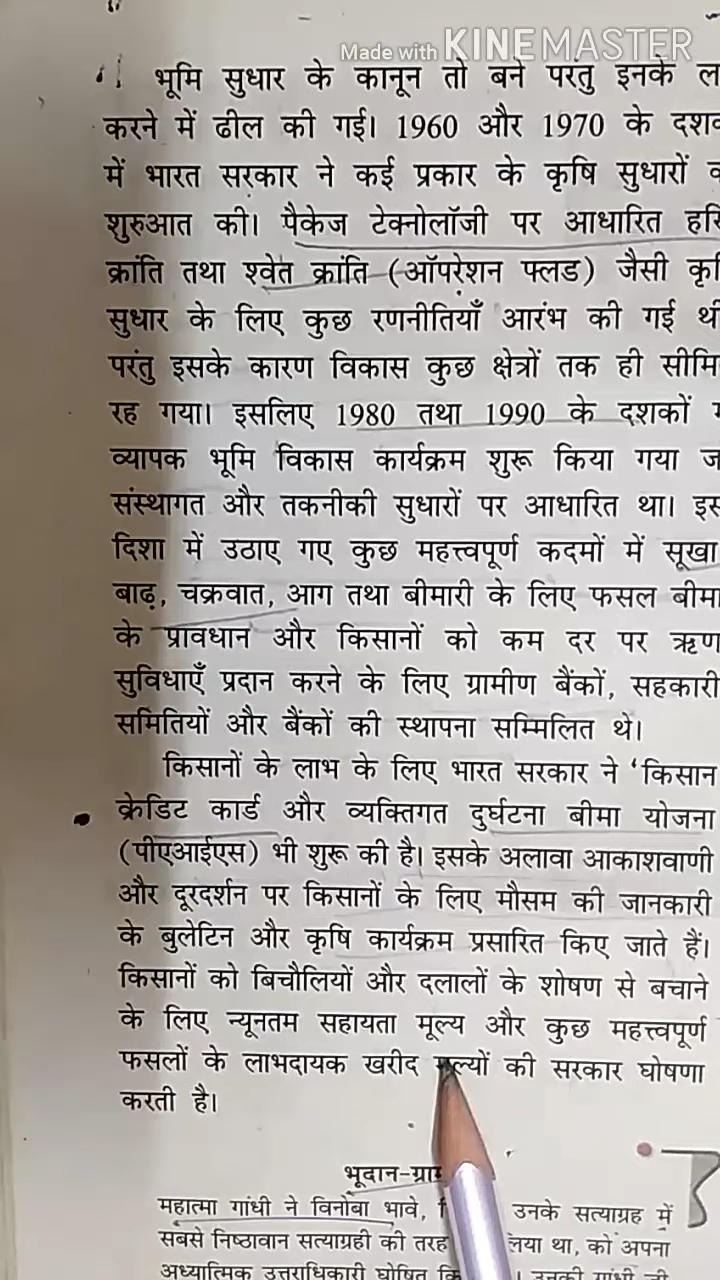 Made with KINEMASTER
भूमि सुधार के कानून तो बने परंतु इनके
करने में ढील की गई। 1960 और 1970 के
में भारत सरकार ने कई प्रकार के कृषि सुधारों
शुरुआत की। पैकेज टेक्नोलॉजी पर आधारित
क्रांति तथा श्वेत क्रांति (ऑपरेशन फ्लड) जैसी
सुधार के लिए कुछ रणनीतियाँ आरंभ की गई
परंतु इसके कारण विकास कुछ क्षेत्रों तक ही
रह गया। इसलिए 1980 तथा 1990 के दशकों
व्यापक भूमि विकास कार्यक्रम शुरू किया गया
संस्थागत और तकनीकी सुधारों पर आधारित था।
दिशा में उठाए गए कुछ महत्त्वपूर्ण कदमों में सूखा
बाढ़, चक्रवात, आग तथा बीमारी के लिए फसल बीमा
के प्रावधान और किसानों को कम दर पर ऋण
सुविधाएँ प्रदान करने के लिए ग्रामीण बैंकों, सहकारी
समितियों और बैंकों की स्थापना सम्मिलित थे।
किसानों के लाभ के लिए भारत सरकार ने ‘किसान
क्रेडिट कार्ड और व्यक्तिगत दुर्घटना बीमा योजना
(पीएआईएस) भी शुरू की है। इसके अलावा आकाशवाणी
और दूरदर्शन पर किसानों के लिए मौसम की जानकारी
के बुलेटिन और कृषि कार्यक्रम प्रसारित किए जाते हैं।
किसानों को बिचौलियों और दलालों के शोषण से बचाने
के लिए न्यूनतम सहायता मूल्य और कुछ महत्त्वपूर्ण
फसलों के लाभदायक खरीद मूल्यों की सरकार घोषणा
करती है।
भूदान-
महात्मा गांधी ने विनोबा भावे, उनके सत्याग्रह में
सबसे निष्ठावान सत्याग्रही की तरह लिया था, को अपना
अध्यात्मिक उत्तराधिकारी घोषित